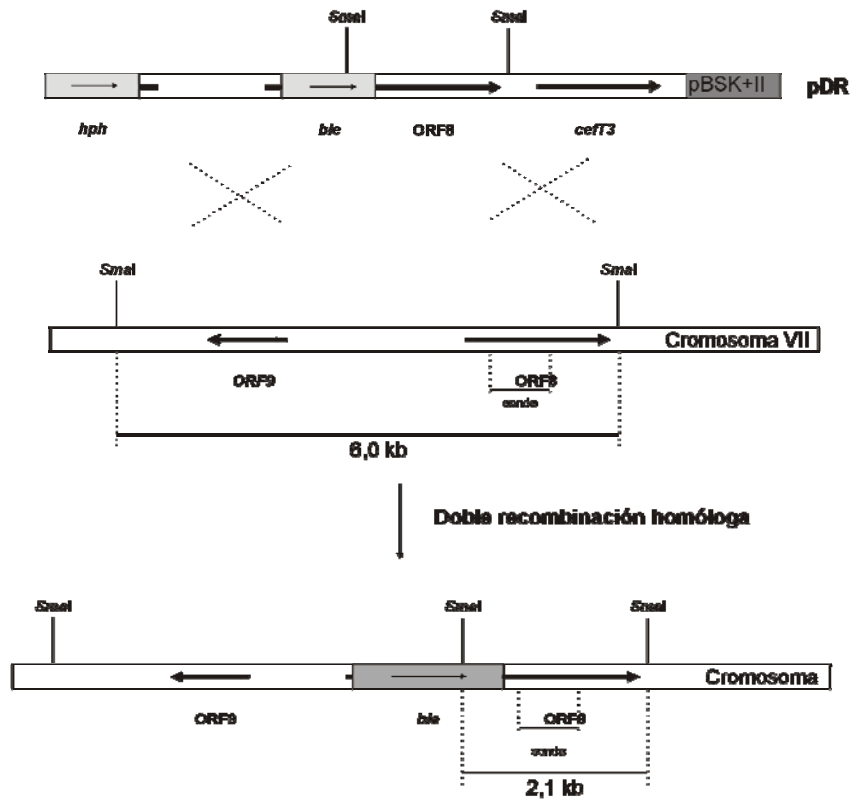 SmaI SmaI
pBSK+II pDR
hph ble ORF8 cefT3
SmaI SmaI
Cromosoma VII
ORF9 ORF8
sonda
6,0 kb
Doble recombinación homóloga
SmaI SmaI SmaI
Cromosoma
ORF9 ble ORF8
sonda
2,1 kb